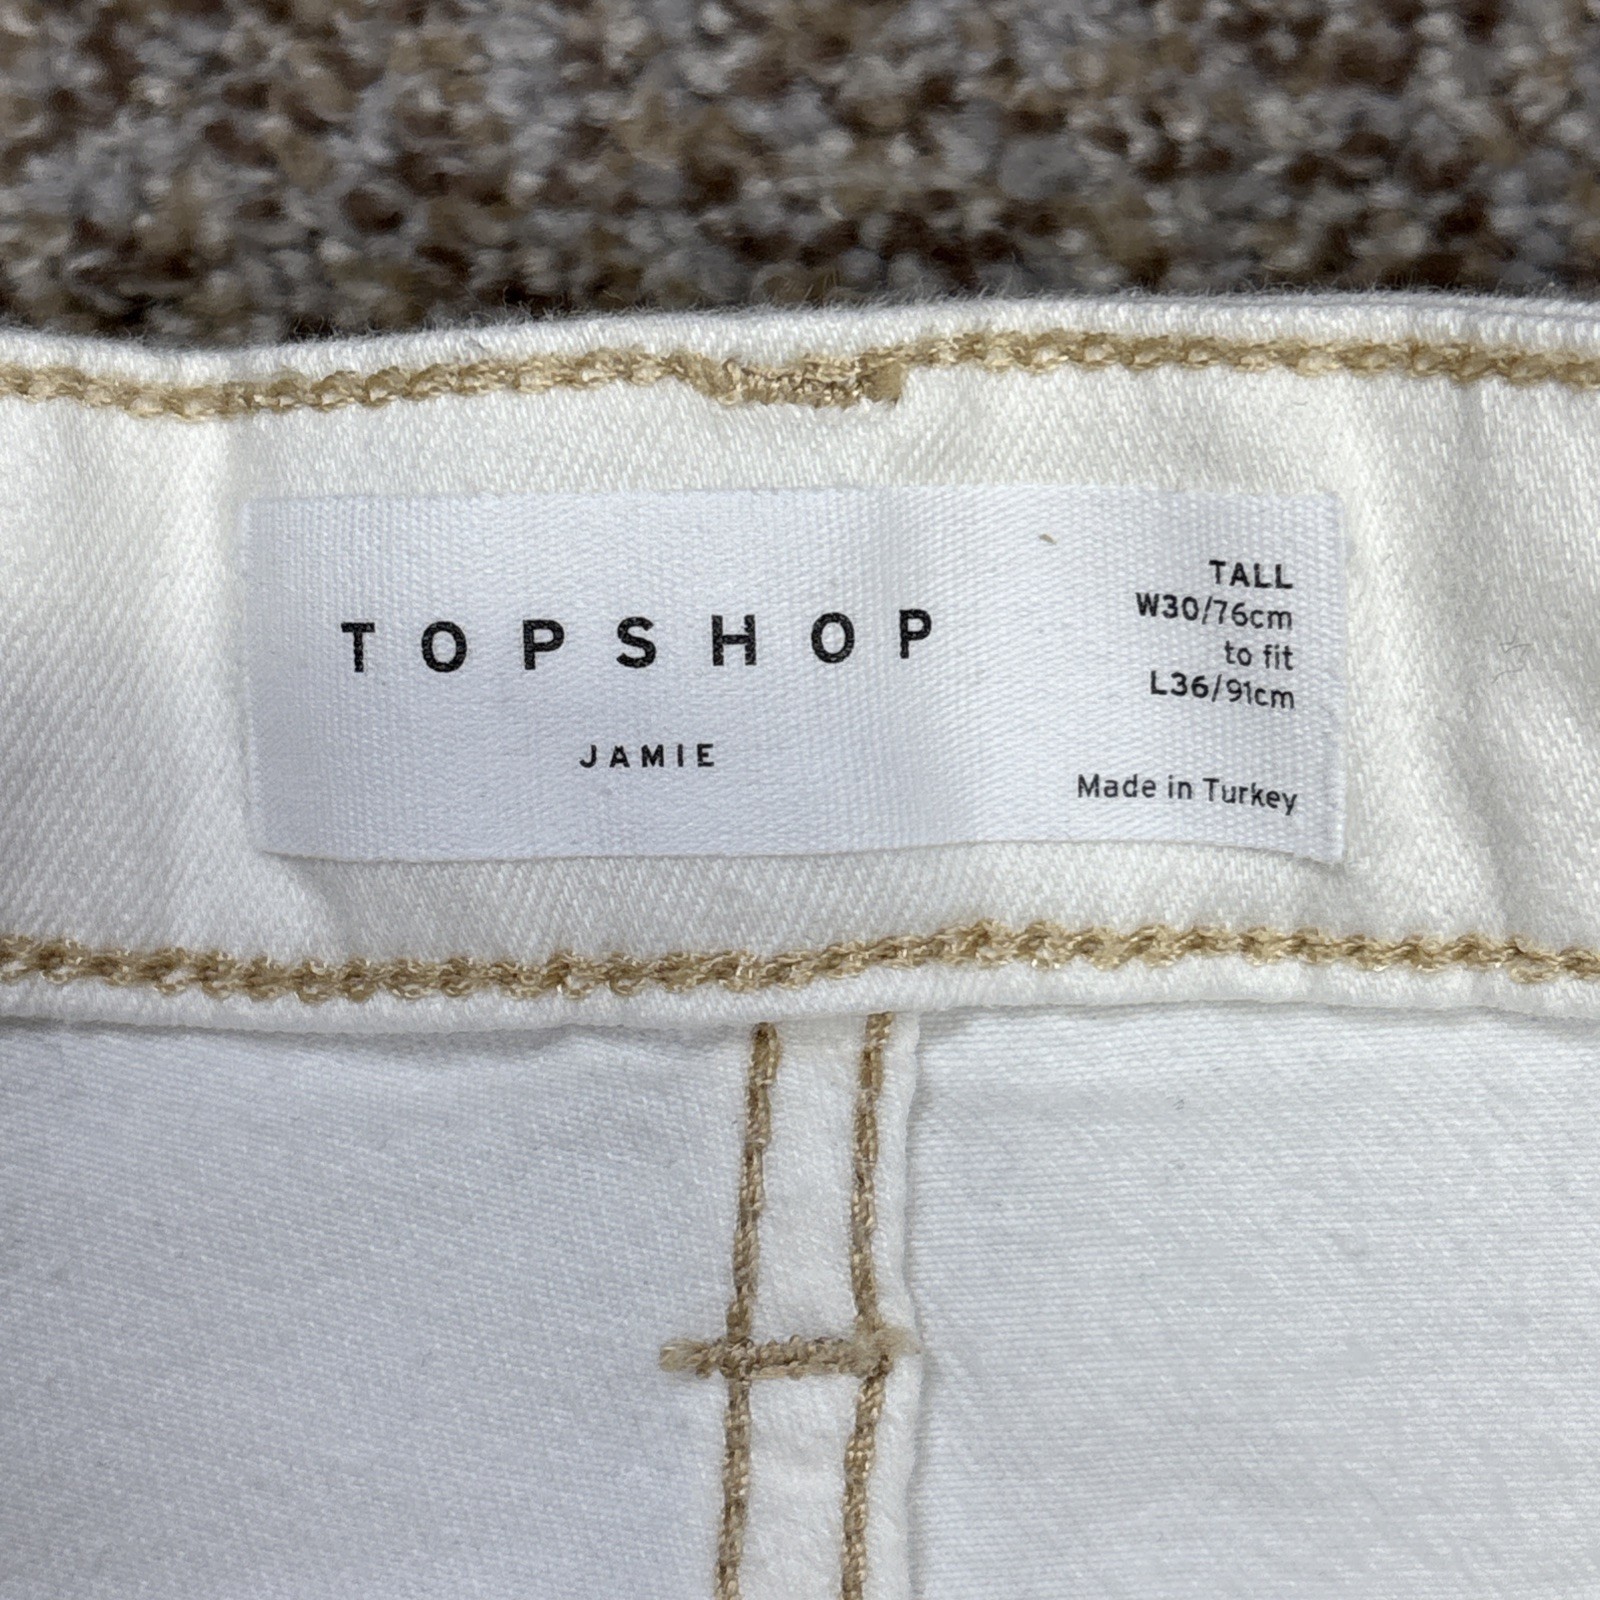 TOPSHOP
JAMIE
TALL
W30/76cm
to fit
L36/91cm
Made in Turkey